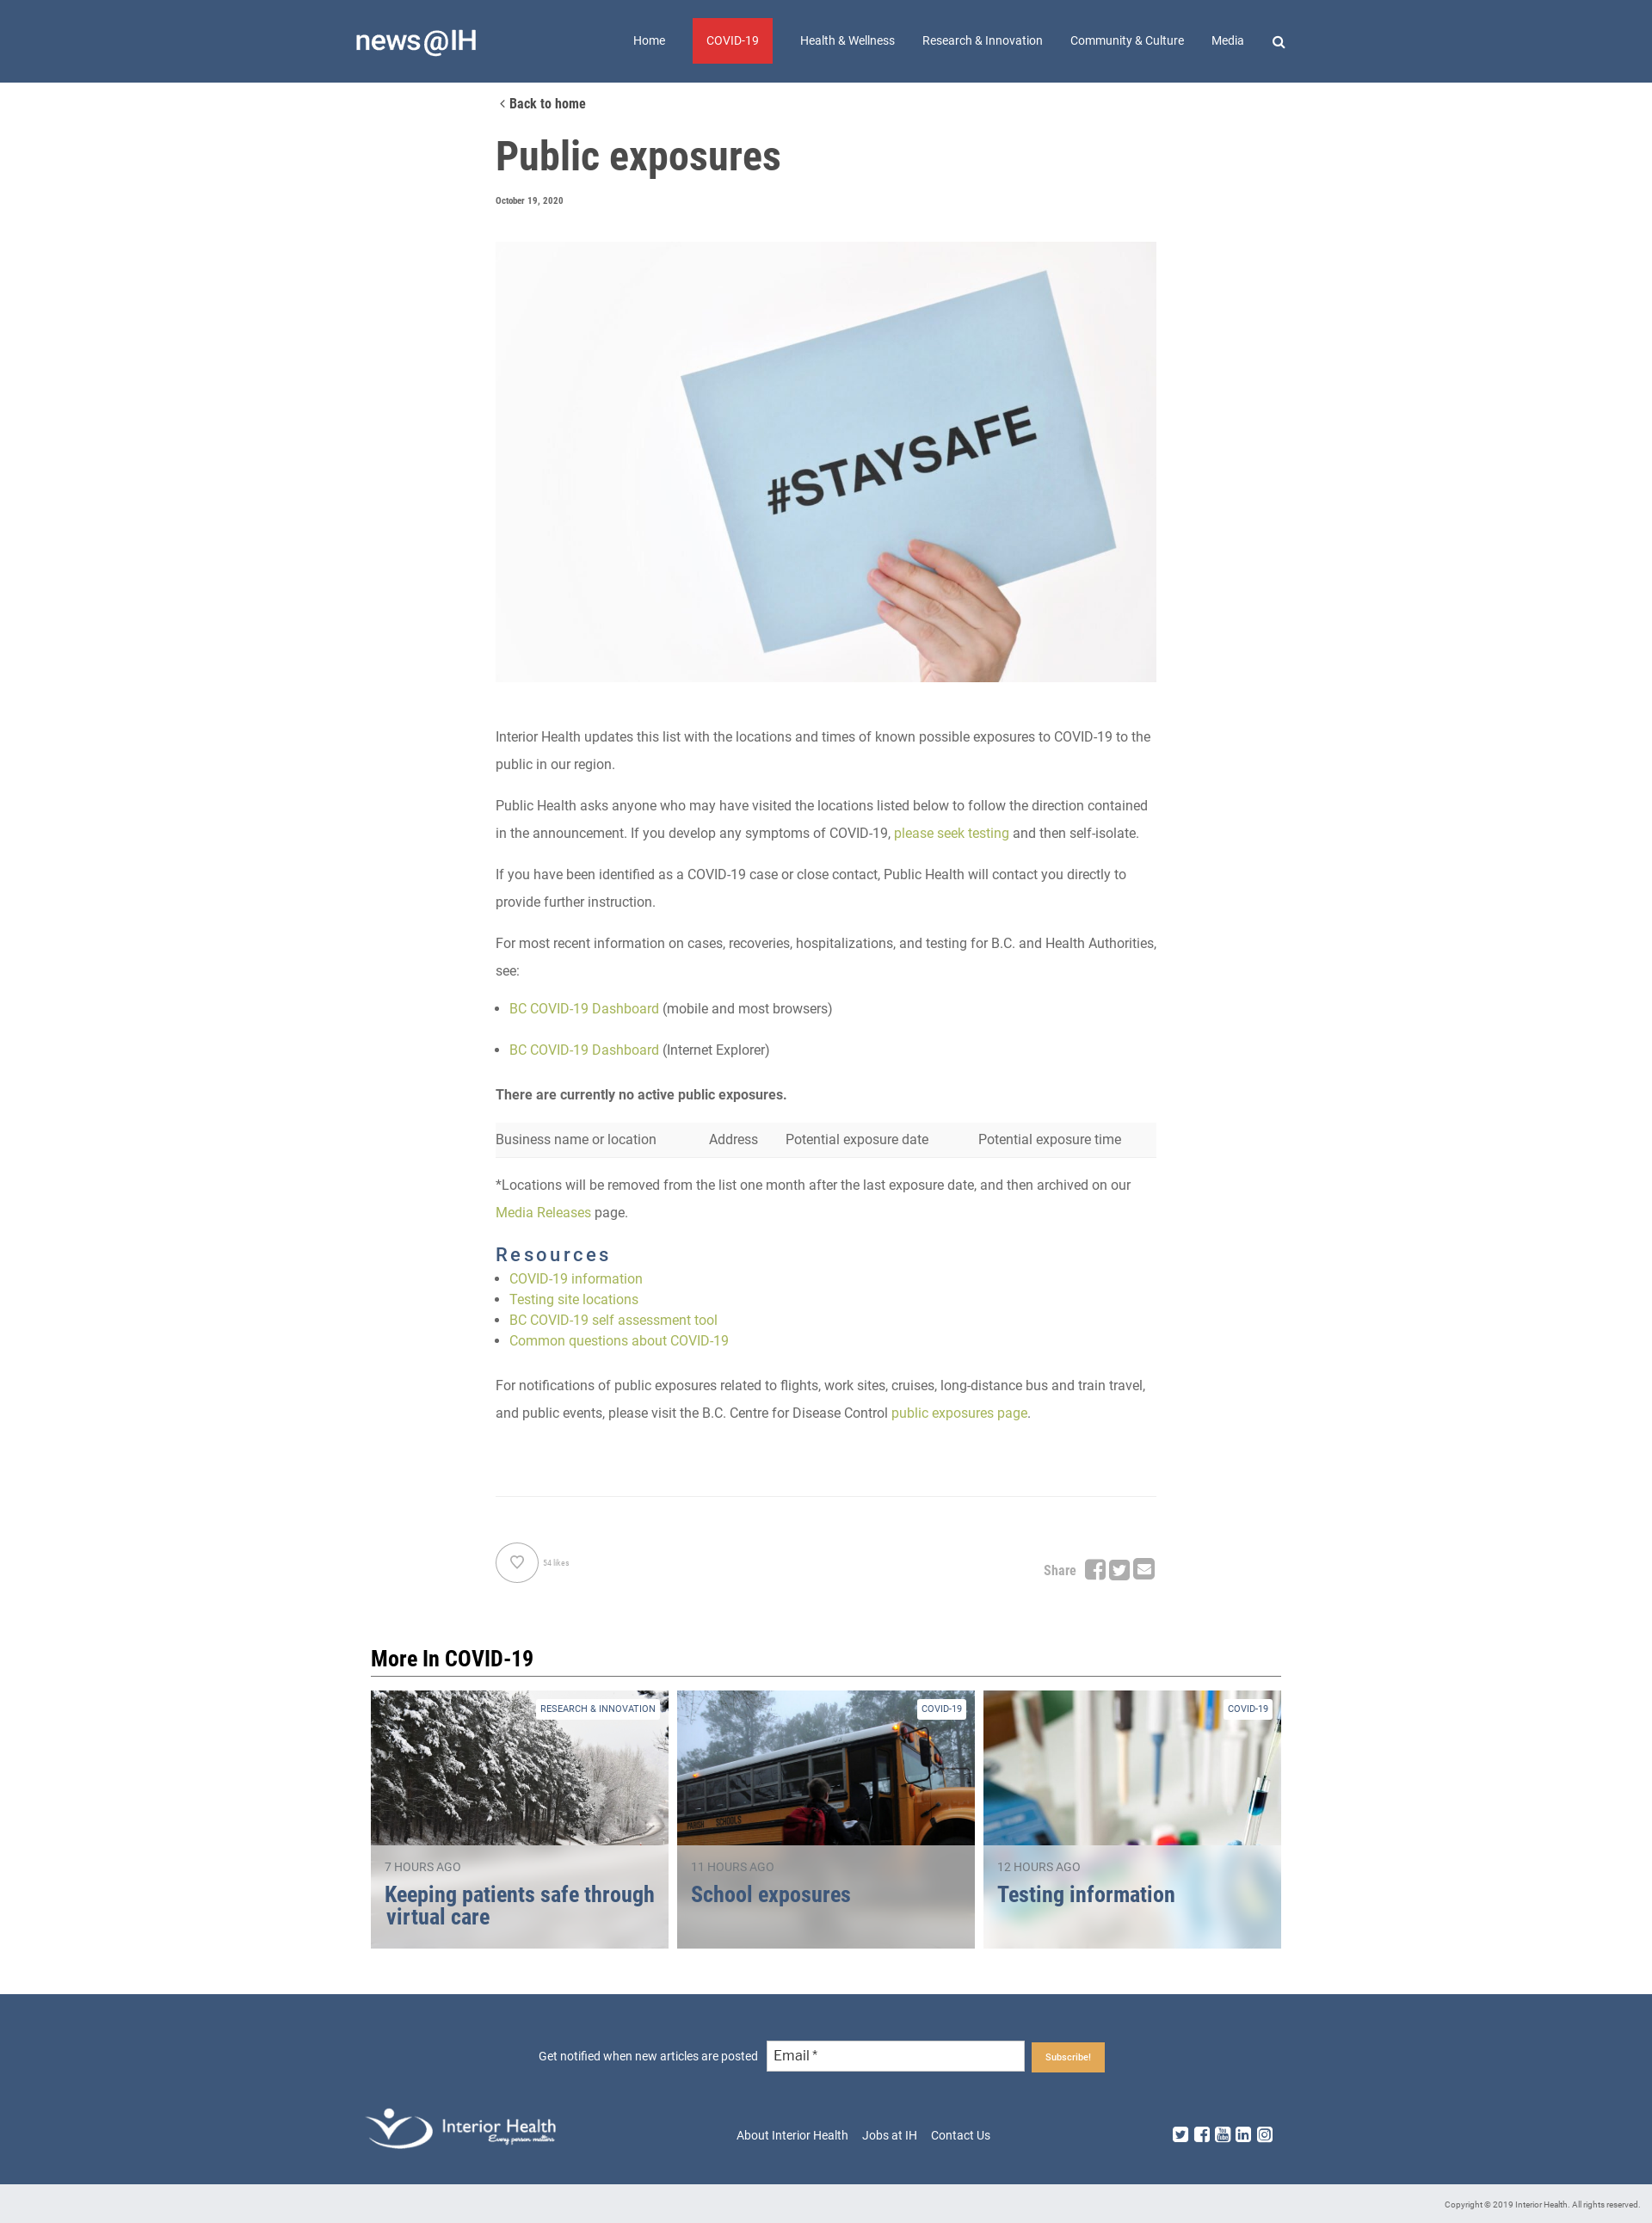 news@IH
Home COVID-19 Health & Wellness Research & Innovation Community & Culture Media
Back to home
Public exposures
October 19, 2020
#STAYSAFE
Interior Health updates this list with the locations and times of known possible exposures to COVID-19 to the
public in our region.
Public Health asks anyone who may have visited the locations listed below to follow the direction contained
in the announcement. If you develop any symptoms of COVID-19, please seek testing and then self-isolate.
If you have been identified as a COVID-19 case or close contact, Public Health will contact you directly to
provide further instruction.
For most recent information on cases, recoveries, hospitalizations, and testing for B.C. and Health Authorities,
see:
• BC COVID-19 Dashboard (mobile and most browsers)
• BC COVID-19 Dashboard (Internet Explorer)
There are currently no active public exposures.
Business name or location Address Potential exposure date Potential exposure time
*Locations will be removed from the list one month after the last exposure date, and then archived on our
Media Releases page.
Resources
• COVID-19 information
• Testing site locations
• BC COVID-19 self assessment tool
• Common questions about COVID-19
For notifications of public exposures related to flights, work sites, cruises, long-distance bus and train travel,
and public events, please visit the B.C. Centre for Disease Control public exposures page.
54 likes
Share
More In COVID-19
RESEARCH & INNOVATION
7 HOURS AGO
Keeping patients safe through
virtual care
COVID-19
PARISH SCHOOLS
11 HOURS AGO
School exposures
COVID-19
12 HOURS AGO
Testing information
Get notified when new articles are posted Email * Subscribe!
Interior Health
Every person matters
About Interior Health Jobs at IH Contact Us
Copyright © 2019 Interior Health. All rights reserved.